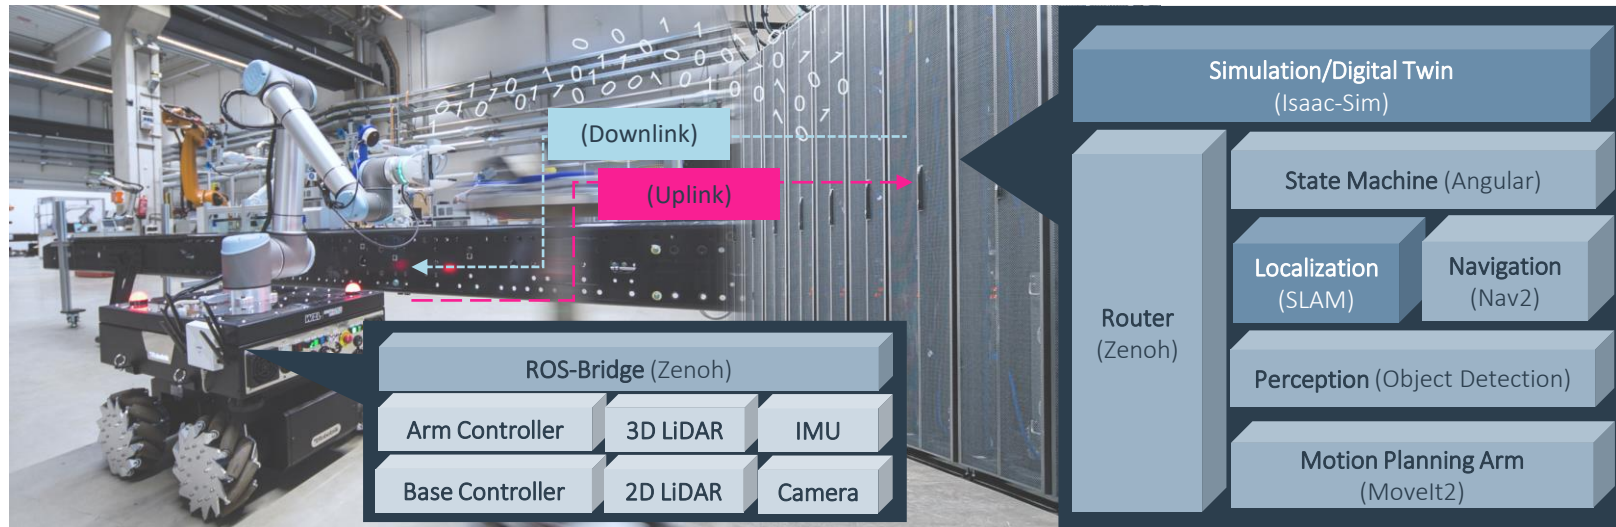 (Downlink)
(Uplink)
ROS-Bridge (Zenoh)
Arm Controller
3D LiDAR
IMU
Base Controller
2D LiDAR
Camera
Simulation/Digital Twin
(Isaac-Sim)
Router
(Zenoh)
State Machine (Angular)
Localization
(SLAM)
Navigation
(Nav2)
Perception (Object Detection)
Motion Planning Arm
(MoveIt2)